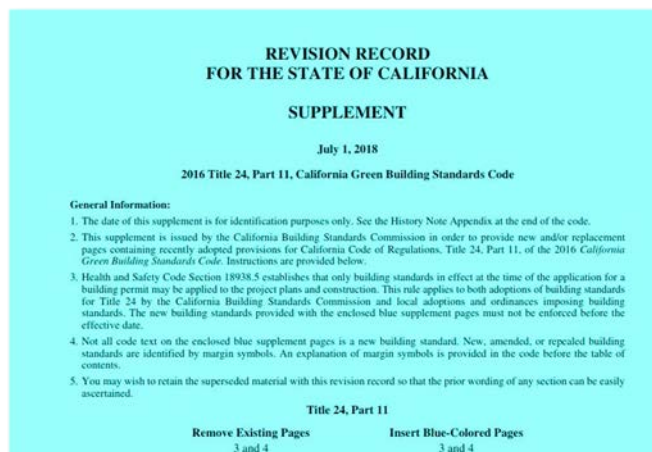 REVISION RECORD
FOR THE STATE OF CALIFORNIA
SUPPLEMENT
July 1, 2018
2016 Title 24, Part 11, California Green Building Standards Code
General Information:
1. The date of this supplement is for identification purposes only. See the History Note Appendix at the end of the code.
2. This supplement is issued by the California Building Standards Commission in order to provide new and/or replacement
pages containing recently adopted provisions for California Code of Regulations, Title 24, Part 11, of the 2016 California
Green Building Standards Code. Instructions are provided below.
3. Health and Safety Code Section 18938.5 establishes that only building standards in effect at the time of the application for a
building permit may be applied to the project plans and construction. This rule applies to both adoptions of building standards
for Title 24 by the California Building Standards Commission and local adoptions and ordinances imposing building
standards. The new building standards provided with the enclosed blue supplement pages must not be enforced before the
effective date.
4. Not all code text on the enclosed blue supplement pages is a new building standard. New, amended, or repealed building
standards are identified by margin symbols. An explanation of margin symbols is provided in the code before the table of
contents.
5. You may wish to retain the superseded material with this revision record so that the prior wording of any section can be easily
ascertained.
Title 24, Part 11
Remove Existing Pages Insert Blue-Colored Pages
3 and 4 3 and 4